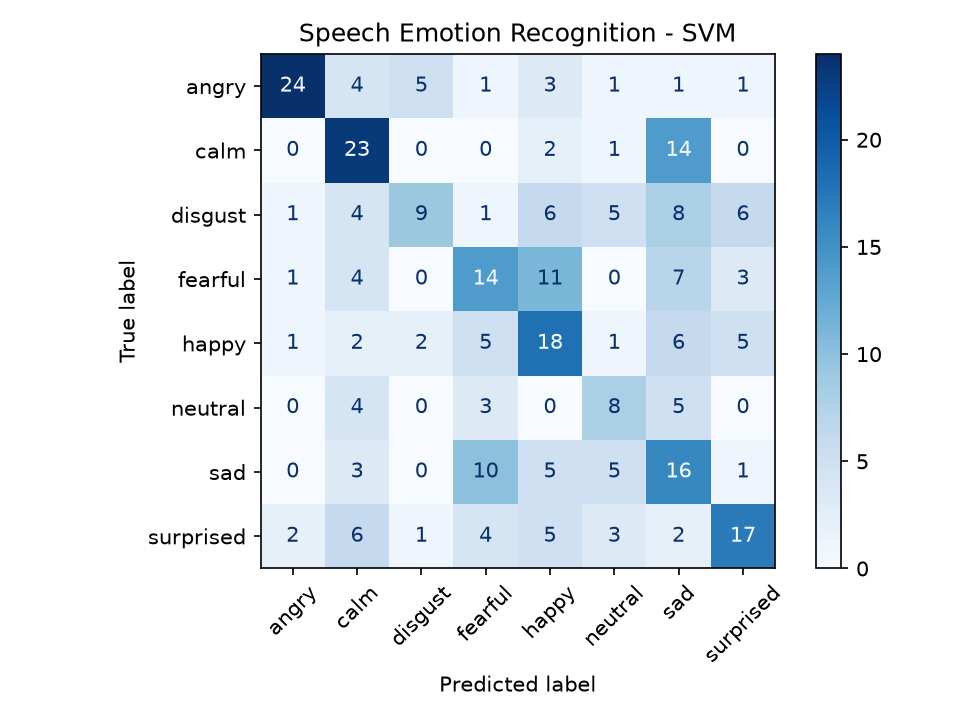 Speech Emotion Recognition - SVM
angry 24 4 5 1 3 1 1 1
calm 0 23 0 0 2 1 14 0
disgust 1 4 9 1 6 5 8 6
fearful 1 4 0 14 11 0 7 3
happy 1 2 2 5 18 1 6 5
neutral 0 4 0 3 0 8 5 0
sad 0 3 0 10 5 5 16 1
surprised 2 6 1 4 5 3 2 17
angry calm disgust fearful happy neutral sad surprised
Predicted label
True label
20
15
10
5
0